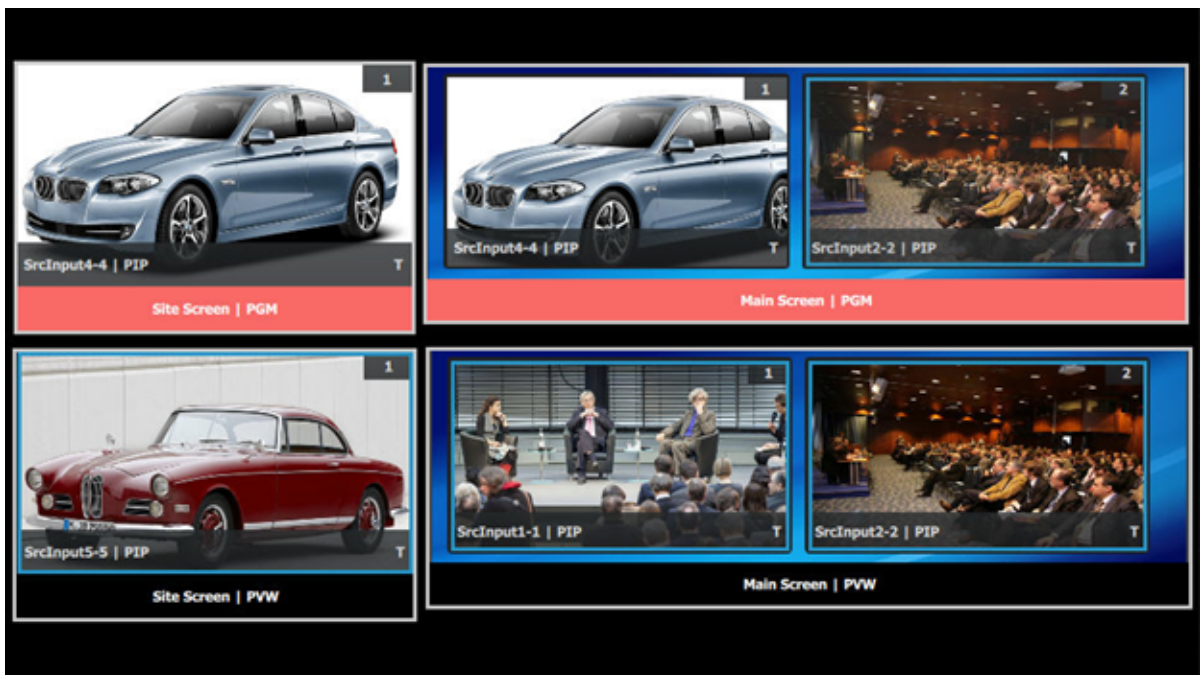 1
SrcInput4-4 | PIP T
Site Screen | PGM
1
SrcInput4-4 | PIP T
2
SrcInput2-2 | PIP T
Main Screen | PGM
1
SrcInput5-5 | PIP T
Site Screen | PVW
1
SrcInput1-1 | PIP T
2
SrcInput2-2 | PIP T
Main Screen | PVW